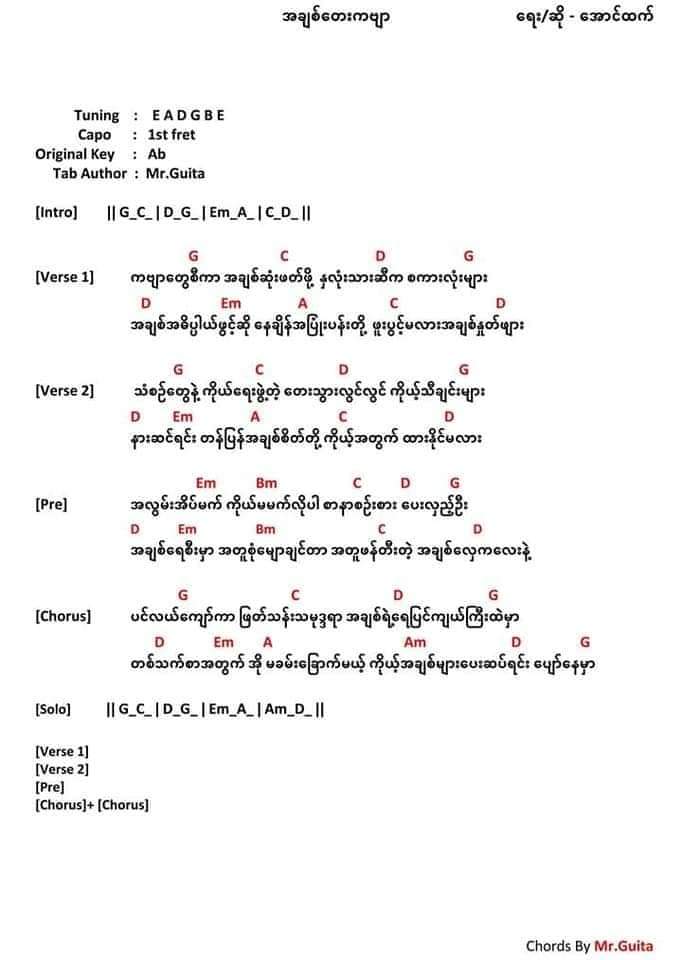 အချစ်တေးကဗျာ ရေး/ဆို - အောင်ထက်
Tuning : E A D G B E
Capo : 1st fret
Original Key : Ab
Tab Author : Mr.Guita
[Intro] || G_C_ | D_G_ | Em_A_ | C_D_ ||
G C D G
[Verse 1] ကဗျာတွေစီကာ အချစ်ဆုံးဖတ်ဖို့ နှလုံးသားဆီက စကားလုံးများ
D Em A C D
အချစ်အဓိပ္ပါယ်ဖွင့်ဆို နေချိန်အပြုံးပန်းတို့ ဖူးပွင့်မလားအချစ်နှုတ်ဖျား
G C D G
[Verse 2] သံစဉ်တွေနဲ့ ကိုယ်ရေးဖွဲ့တဲ့ တေးသွားလွင်လွင် ကိုယ့်သီချင်းများ
D Em A C D
နားဆင်ရင်း တန်ပြန်အချစ်စိတ်တို့ ကိုယ့်အတွက် ထားနိုင်မလား
Em Bm C D G
[Pre] အလွမ်းအိပ်မက် ကိုယ်မမက်လိုပါ စာနာစဉ်းစား ပေးလှည့်ဦး
D Em Bm C D
အချစ်ရေစီးမှာ အတူစုံမျောချင်တာ အတူဖန်တီးတဲ့ အချစ်လှေကလေးနဲ့
G C D G
[Chorus] ပင်လယ်ကျော်ကာ ဖြတ်သန်းသမုဒ္ဒရာ အချစ်ရဲ့ရေပြင်ကျယ်ကြီးထဲမှာ
D Em A Am D G
တစ်သက်စာအတွက် အို မခမ်းခြောက်မယ့် ကိုယ့်အချစ်များပေးဆပ်ရင်း ပျော်နေမှာ
[Solo] || G_C_ | D_G_ | Em_A_ | Am_D_ ||
[Verse 1]
[Verse 2]
[Pre]
[Chorus]+ [Chorus]
Chords By Mr.Guita